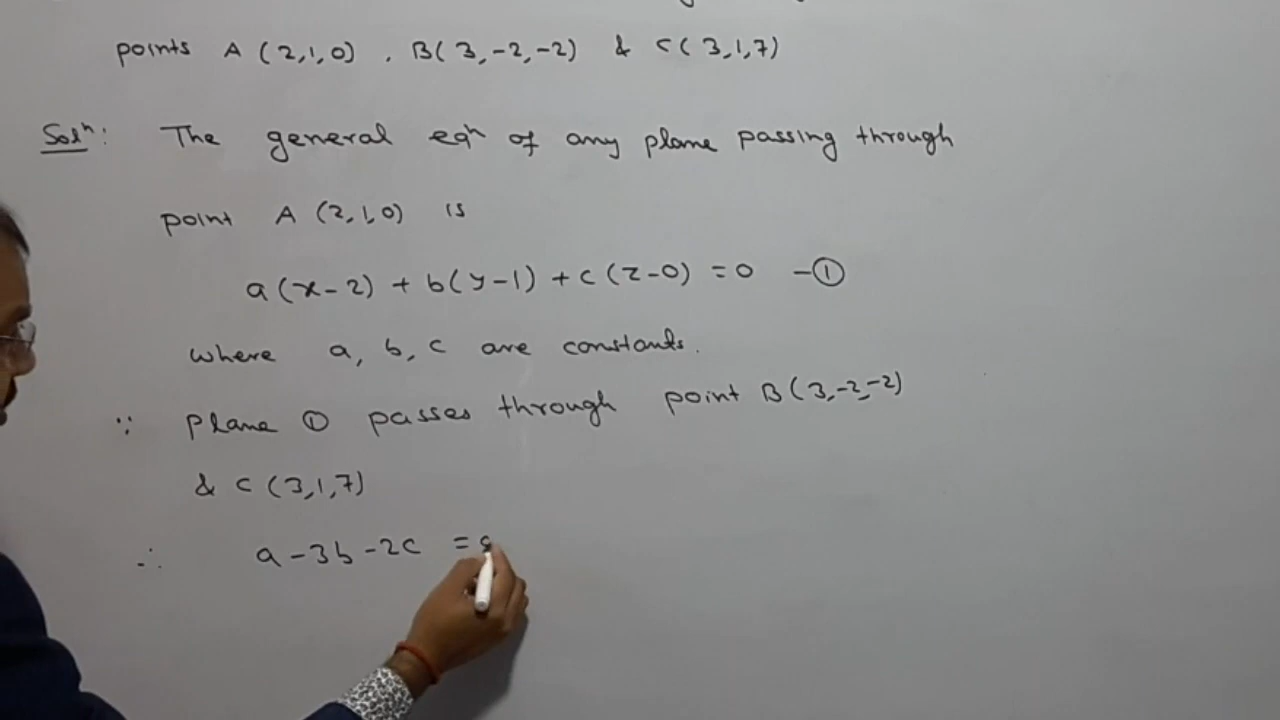 points A (2,1,0) , B( 3,-2,-2) & C( 3,1,7)
Solⁿ: The general eqⁿ of any plane passing through
point A (2,1,0) is
a(x-2) + b(y-1) + c(z-0) = 0 -①
where a, b, c are constants.
∵ plane ① passes through point B(3,-2,-2)
& C (3,1,7)
∴ a - 3b - 2c =